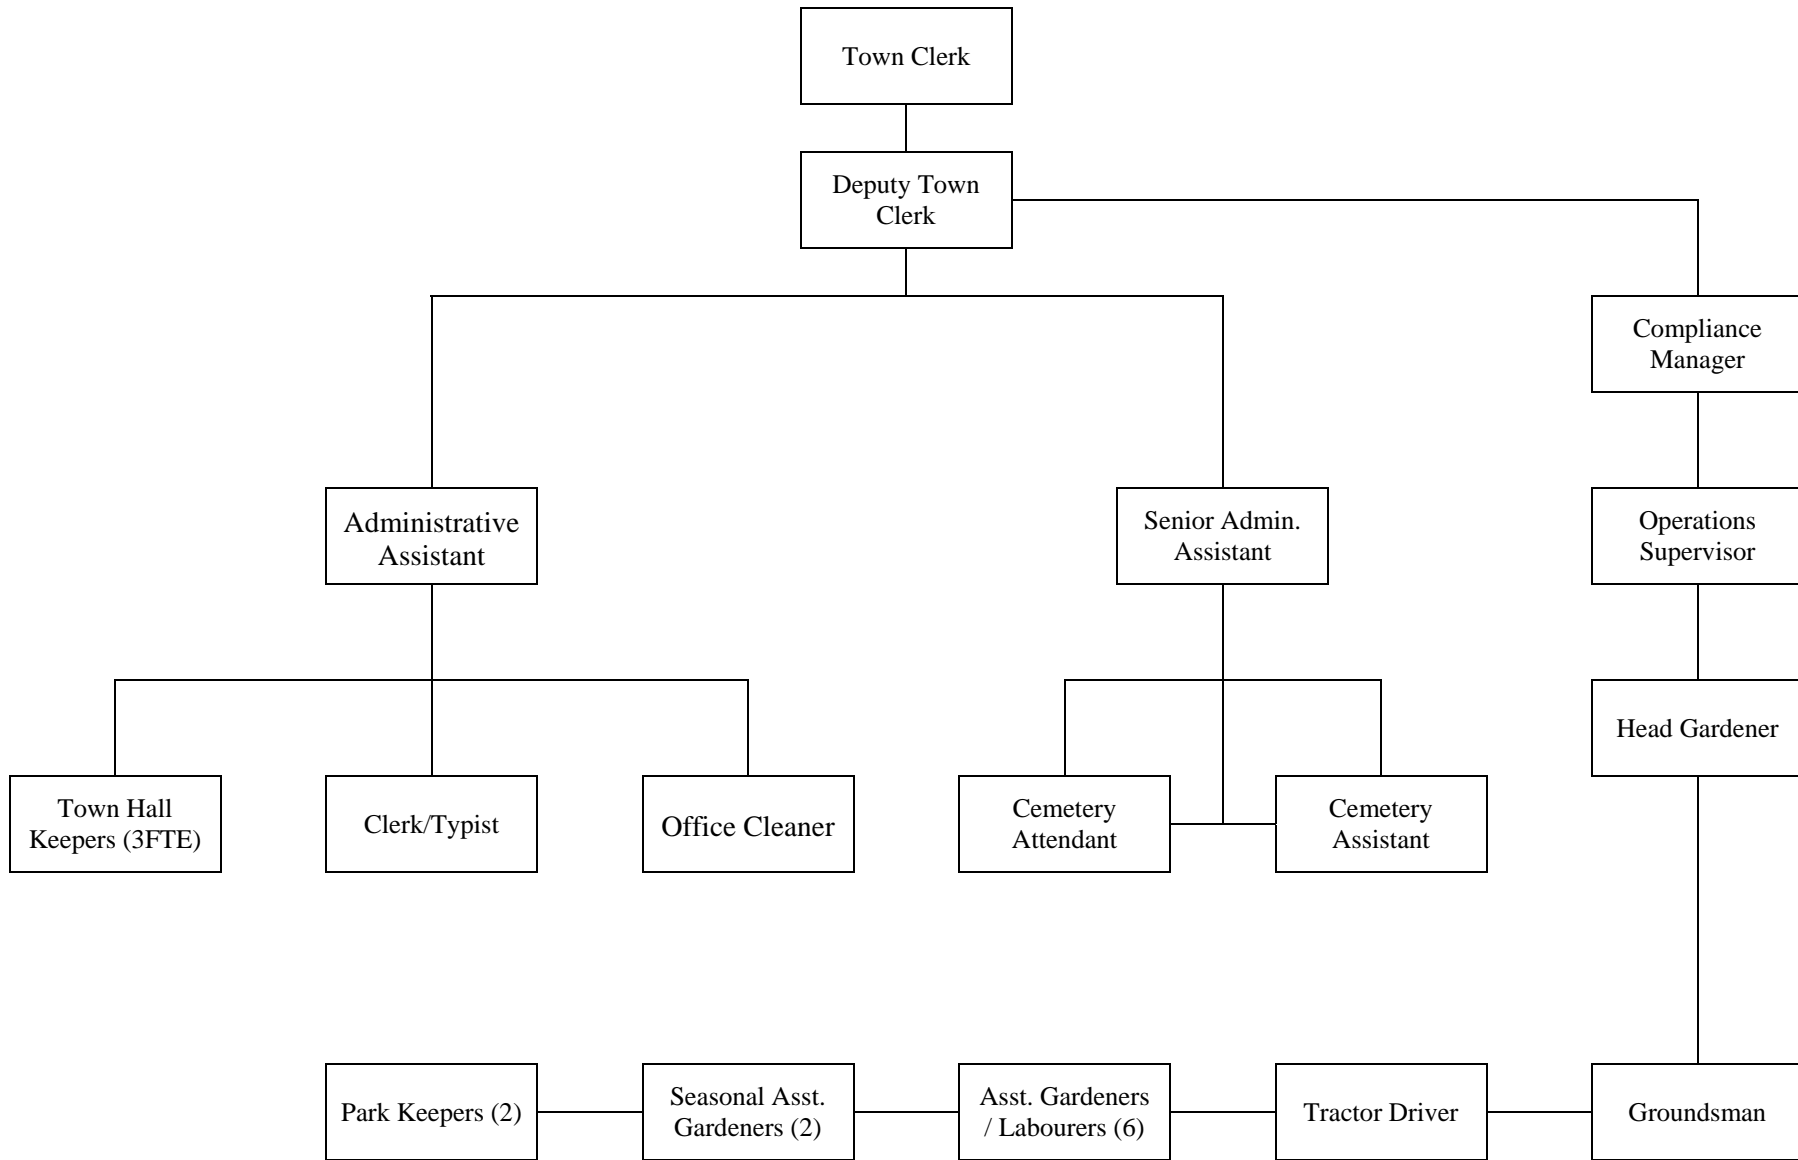 Town Clerk
Deputy Town
Clerk
Compliance
Manager
Administrative
Assistant
Senior Admin.
Assistant
Operations
Supervisor
Head Gardener
Town Hall
Keepers (3FTE)
Clerk/Typist
Office Cleaner
Cemetery
Attendant
Cemetery
Assistant
Park Keepers (2)
Seasonal Asst.
Gardeners (2)
Asst. Gardeners
/ Labourers (6)
Tractor Driver
Groundsman